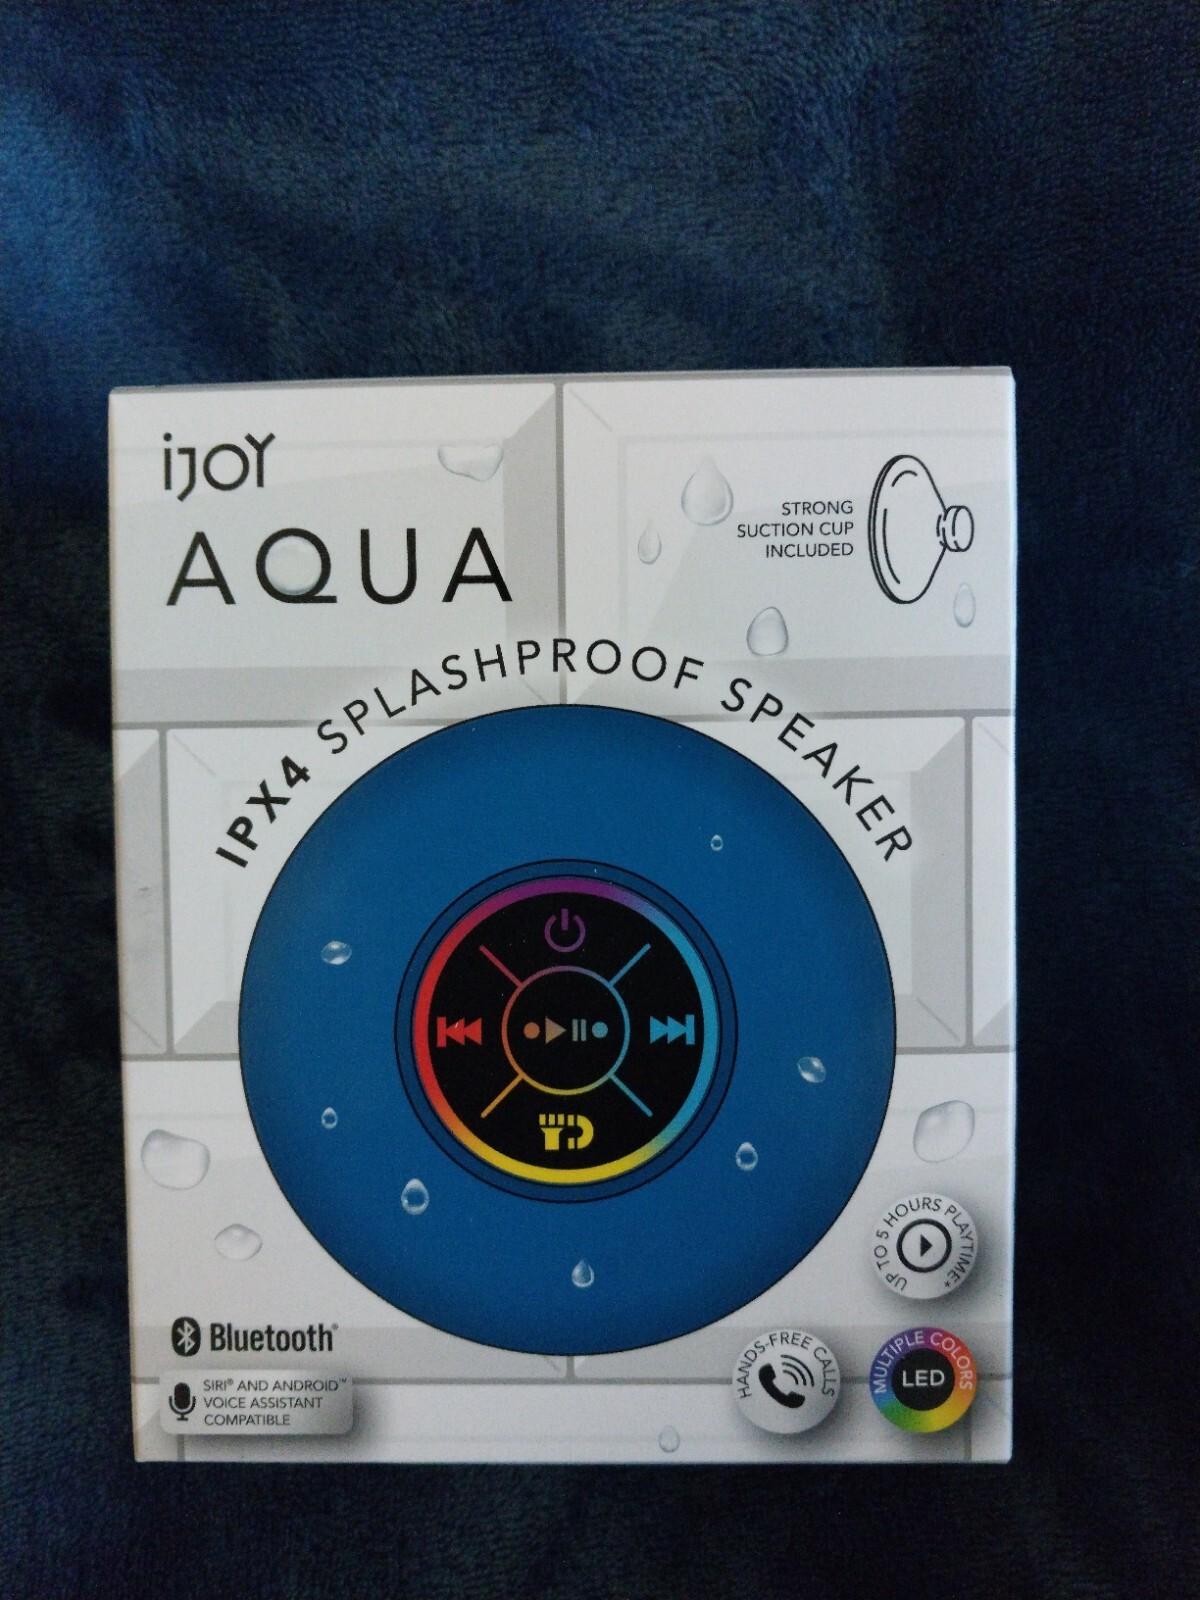 iJOY
AQUA
STRONG
SUCTION CUP
INCLUDED
IPX4 SPLASHPROOF SPEAKER
UP TO 5 HOURS PLAYTIME*
Bluetooth®
SIRI® AND ANDROID™
VOICE ASSISTANT
COMPATIBLE
HANDS-FREE CALLS
MULTIPLE COLORS
LED